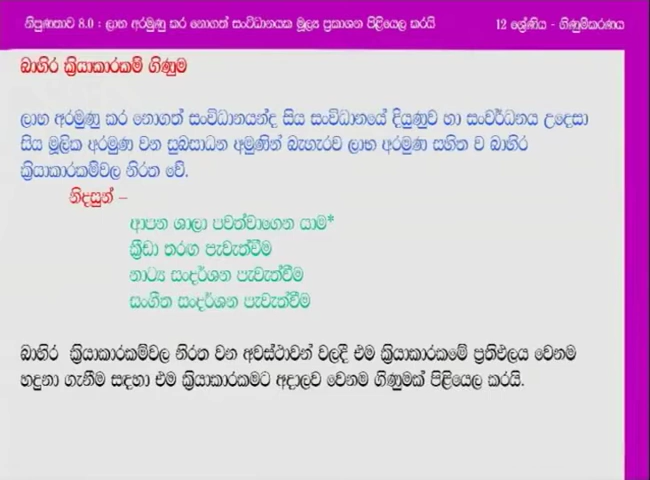 නිපුණතාව 8.0 : ලාභ අරමුණු කර නොගත් සංවිධානයක මූල්‍ය ප්‍රකාශන පිළියෙල කරයි
12 ශ්‍රේණිය - ගිණුම්කරණය
බාහිර ක්‍රියාකාරකම් ගිණුම
ලාභ අරමුණු කර නොගත් සංවිධානයන්ද සිය සංවිධානයේ දියුණුව හා සංවර්ධනය උදෙසා
සිය මූලික අරමුණ වන සුබසාධන අමුණින් බැහැරව ලාභ අරමුණ සහිත ව බාහිර
ක්‍රියාකාරකම්වල නිරත වේ.
නිදසුන් –
ආපන ශාලා පවත්වාගෙන යාම*
ක්‍රීඩා තරඟ පැවැත්වීම
නාට්‍ය සංදර්ශන පැවැත්වීම
සංගීත සංදර්ශන පැවැත්වීම
බාහිර ක්‍රියාකාරකම්වල නිරත වන අවස්ථාවන් වලදී එම ක්‍රියාකාරකමේ ප්‍රතිඵලය වෙනම
හදුනා ගැනීම සඳහා එම ක්‍රියාකාරකමට අදාලව වෙනම ගිණුමක් පිළියෙල කරයි.